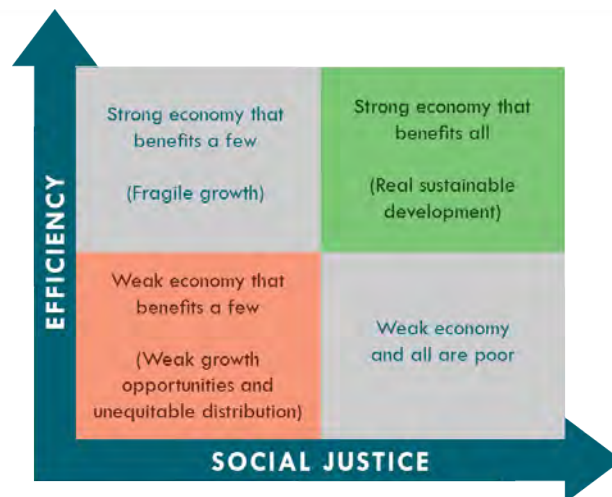 Strong economy that
benefits a few
(Fragile growth)
Strong economy that
benefits all
(Real sustainable
development)
Weak economy that
benefits a few
(Weak growth
opportunities and
unequitable distribution)
Weak economy
and all are poor
EFFICIENCY
SOCIAL JUSTICE